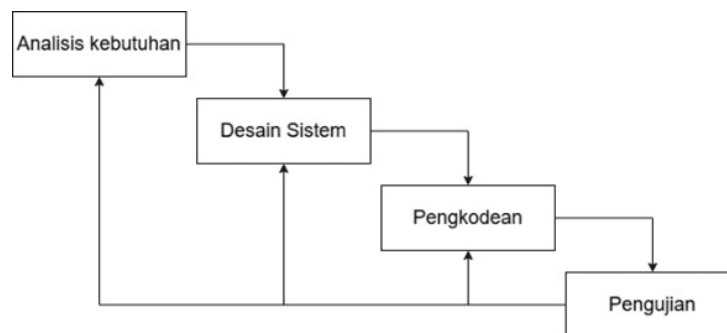 Analisis kebutuhan
Desain Sistem
Pengkodean
Pengujian